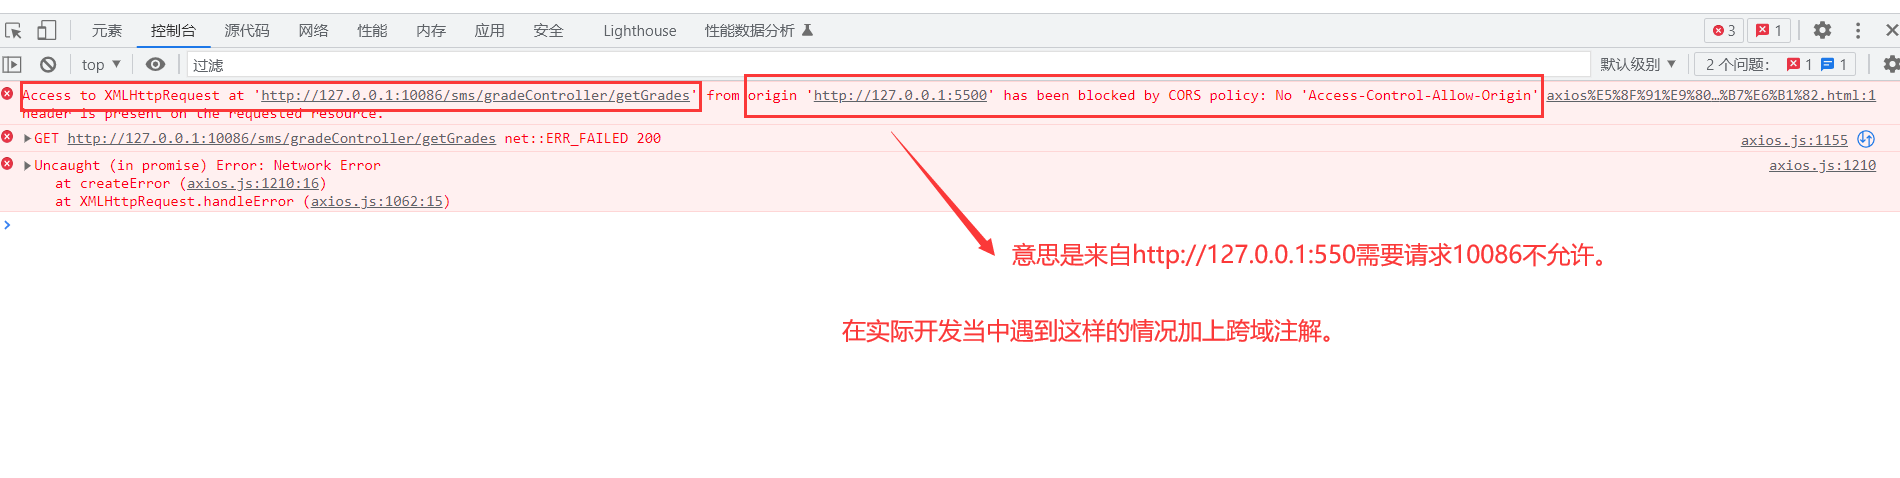 元素 控制台 源代码 网络 性能 内存 应用 安全 Lighthouse 性能数据分析 3 1
top 过滤 默认级别 2 个问题： 1 1
Access to XMLHttpRequest at 'http://127.0.0.1:10086/sms/gradeController/getGrades' from origin 'http://127.0.0.1:5500' has been blocked by CORS policy: No 'Access-Control-Allow-Origin' axios%E5%8F%91%E9%80…%B7%E6%B1%82.html:1
header is present on the requested resource.
GET http://127.0.0.1:10086/sms/gradeController/getGrades net::ERR_FAILED 200 axios.js:1155
Uncaught (in promise) Error: Network Error axios.js:1210
at createError (axios.js:1210:16)
at XMLHttpRequest.handleError (axios.js:1062:15)
意思是来自http://127.0.0.1:550需要请求10086不允许。
在实际开发当中遇到这样的情况加上跨域注解。